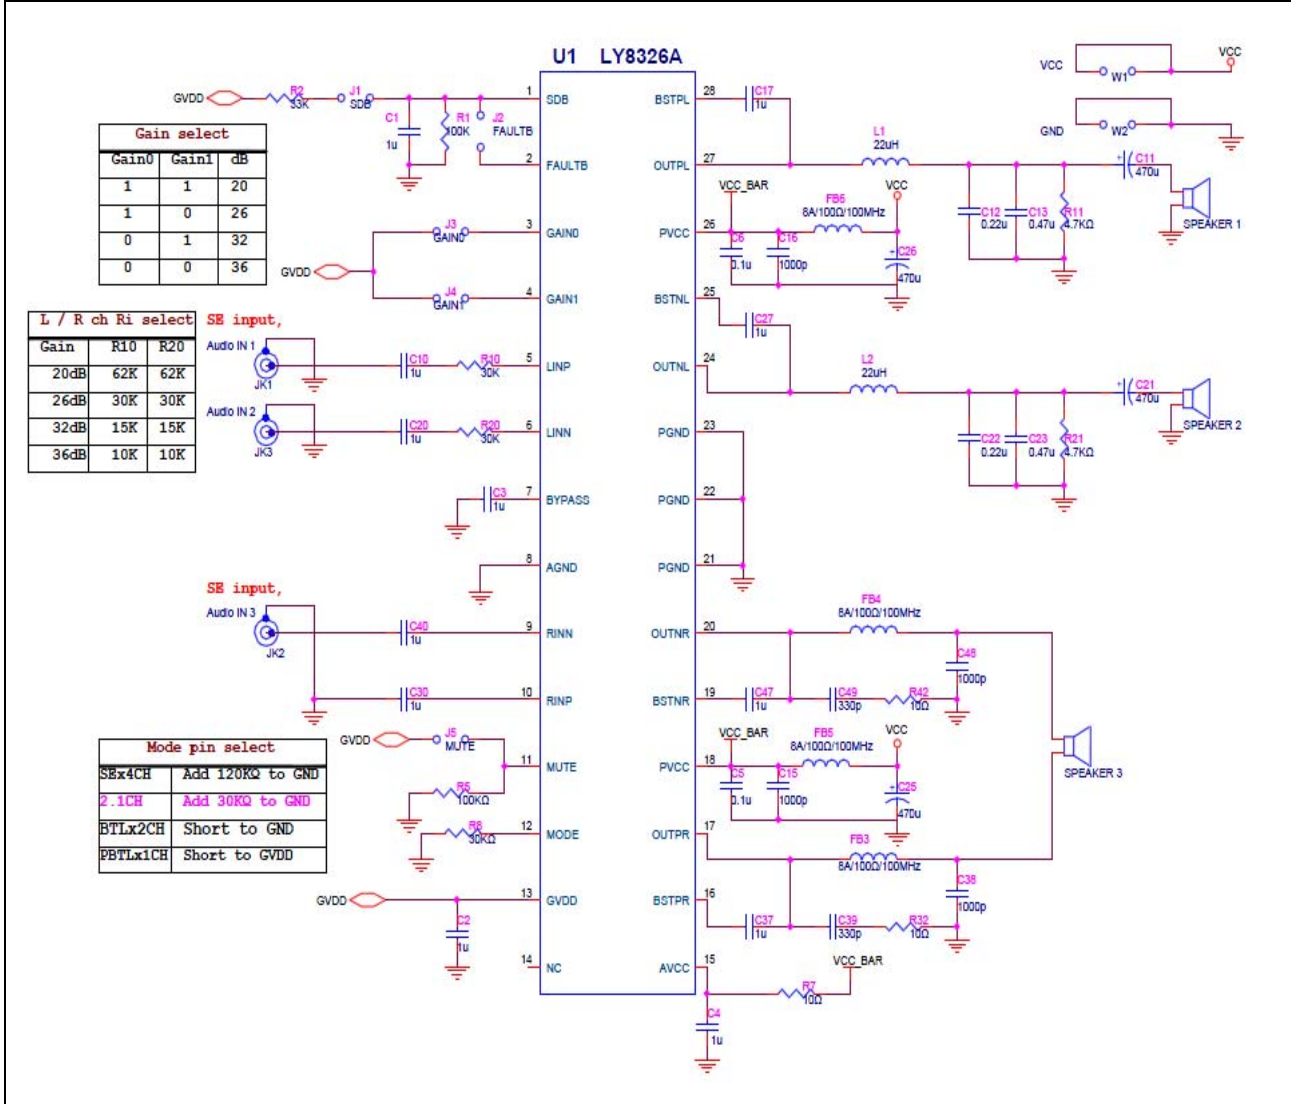 U1 LY8326A
GVDD
R2
33K
J1
SDB
C1
1u
R1
100K
J2
FAULTB
1 SDB
2 FAULTB
3 GAIN0
4 GAIN1
5 LINP
6 LINN
7 BYPASS
8 AGND
9 RINN
10 RINP
11 MUTE
12 MODE
13 GVDD
14 NC
BSTPL 28
OUTPL 27
PVCC 26
BSTNL 25
OUTNL 24
PGND 23
PGND 22
PGND 21
OUTNR 20
BSTNR 19
PVCC 18
OUTPR 17
BSTPR 16
AVCC 15
Gain select
Gain0 Gain1 dB
1 1 20
1 0 26
0 1 32
0 0 36
J3
GAIN0
GVDD
J4
GAIN1
L / R ch Ri select
Gain R10 R20
20dB 62K 62K
26dB 30K 30K
32dB 15K 15K
36dB 10K 10K
SE input,
Audio IN 1
JK1
C10
1u
R10
30K
Audio IN 2
JK3
C20
1u
R20
30K
C3
1u
SE input,
Audio IN 3
JK2
C40
1u
C30
1u
Mode pin select
SEx4CH Add 120KΩ to GND
2.1CH Add 30KΩ to GND
BTLx2CH Short to GND
PBTLx1CH Short to GVDD
GVDD
J5
MUTE
R5
100KΩ
R8
30KΩ
GVDD
C2
1u
C17
1u
L1
22uH
VCC
W1
VCC
GND
W2
C11
470u
C12
0.22u
C13
0.47u
R11
4.7KΩ
SPEAKER 1
VCC_BAR
C6
0.1u
C16
1000p
FB6
8A/100Ω/100MHz
VCC
C26
470u
C27
1u
L2
22uH
C21
470u
C22
0.22u
C23
0.47u
R21
4.7KΩ
SPEAKER 2
FB4
8A/100Ω/100MHz
C48
1000p
C47
1u
C49
330p
R42
10Ω
VCC_BAR
C5
0.1u
C15
1000p
FB5
8A/100Ω/100MHz
VCC
C25
470u
SPEAKER 3
FB3
8A/100Ω/100MHz
C38
1000p
C37
1u
C39
330p
R32
10Ω
VCC_BAR
R7
10Ω
C4
1u